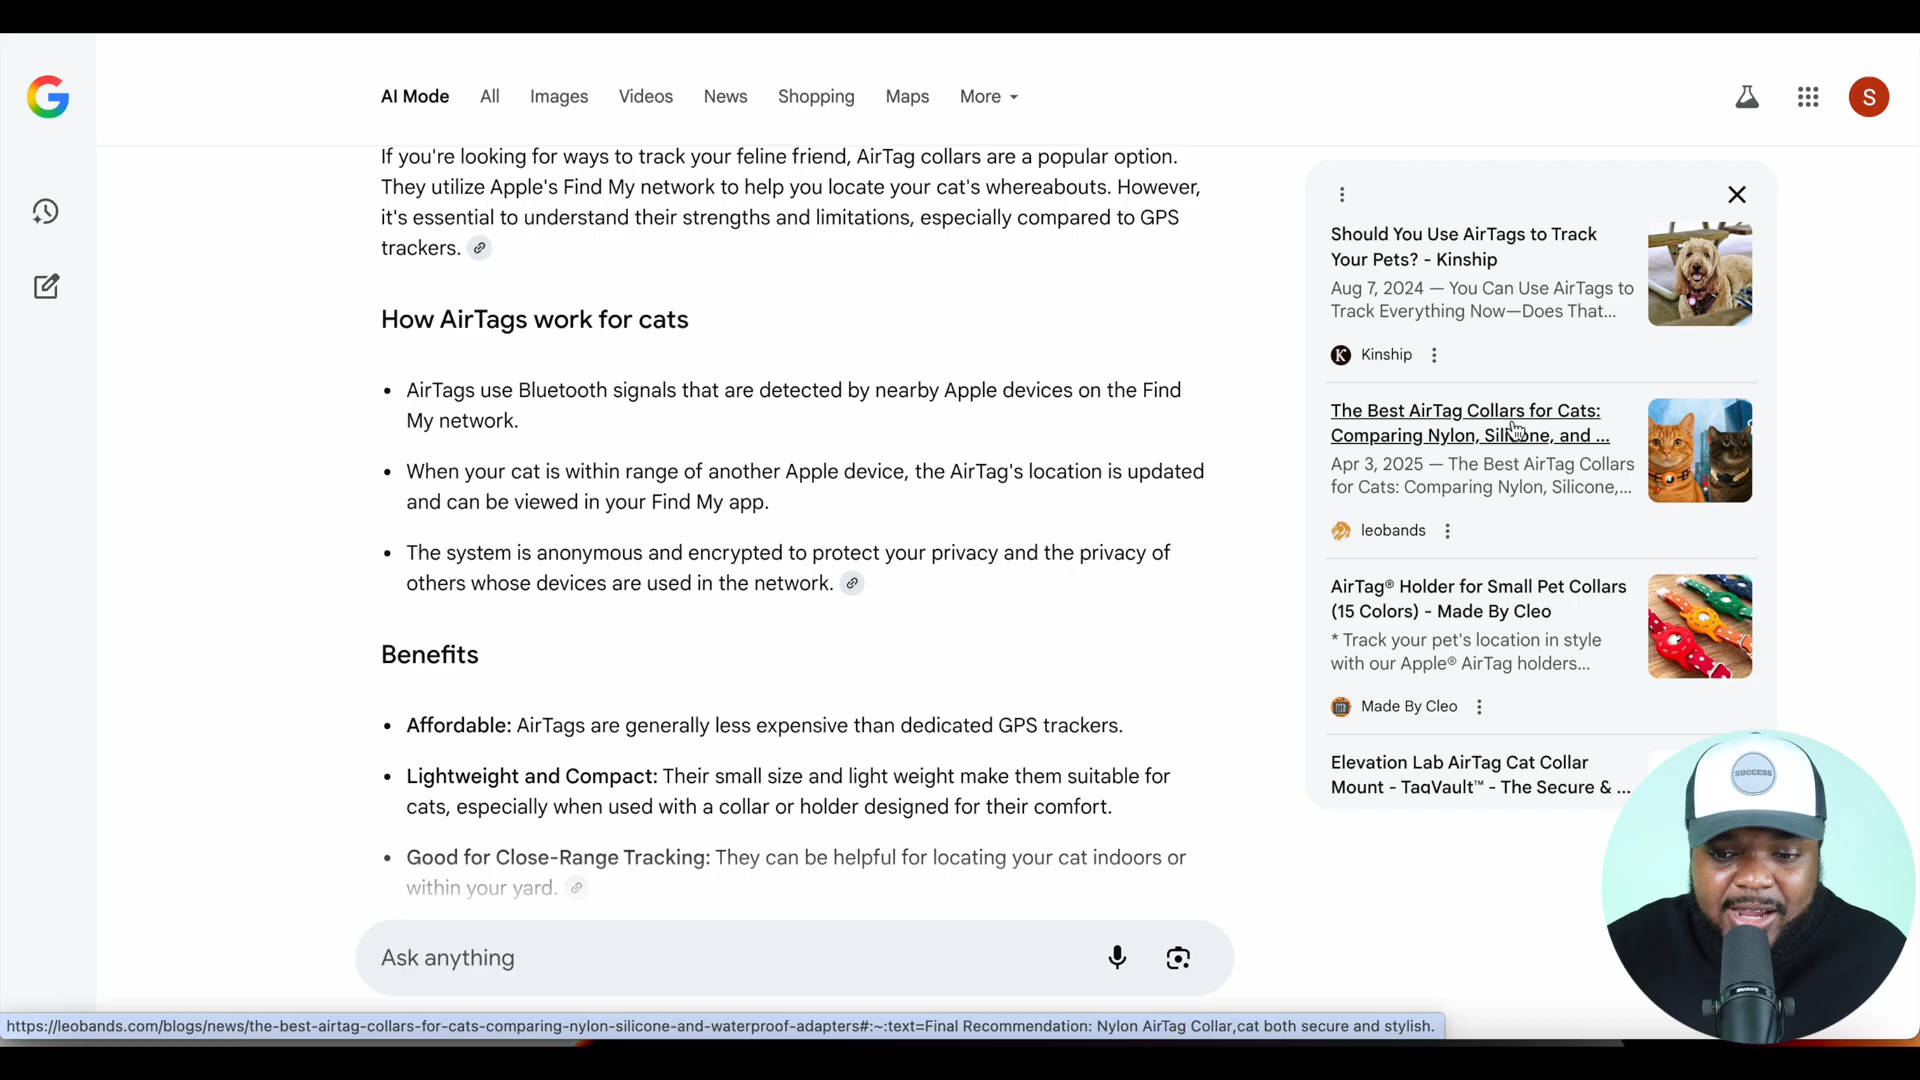 AI Mode All Images Videos News Shopping Maps More
S
If you're looking for ways to track your feline friend, AirTag collars are a popular option.
They utilize Apple's Find My network to help you locate your cat's whereabouts. However,
it's essential to understand their strengths and limitations, especially compared to GPS
trackers.
How AirTags work for cats
• AirTags use Bluetooth signals that are detected by nearby Apple devices on the Find
My network.
• When your cat is within range of another Apple device, the AirTag's location is updated
and can be viewed in your Find My app.
• The system is anonymous and encrypted to protect your privacy and the privacy of
others whose devices are used in the network.
Benefits
• Affordable: AirTags are generally less expensive than dedicated GPS trackers.
• Lightweight and Compact: Their small size and light weight make them suitable for
cats, especially when used with a collar or holder designed for their comfort.
• Good for Close-Range Tracking: They can be helpful for locating your cat indoors or
within your yard.
Ask anything
Should You Use AirTags to Track
Your Pets? - Kinship
Aug 7, 2024 — You Can Use AirTags to
Track Everything Now—Does That...
K Kinship
The Best AirTag Collars for Cats:
Comparing Nylon, Silicone, and ...
Apr 3, 2025 — The Best AirTag Collars
for Cats: Comparing Nylon, Silicone,...
leobands
AirTag® Holder for Small Pet Collars
(15 Colors) - Made By Cleo
* Track your pet's location in style
with our Apple® AirTag holders...
Made By Cleo
Elevation Lab AirTag Cat Collar
Mount - TagVault™ - The Secure & ...
SUCCESS
https://leobands.com/blogs/news/the-best-airtag-collars-for-cats-comparing-nylon-silicone-and-waterproof-adapters#:~:text=Final Recommendation: Nylon AirTag Collar,cat both secure and stylish.